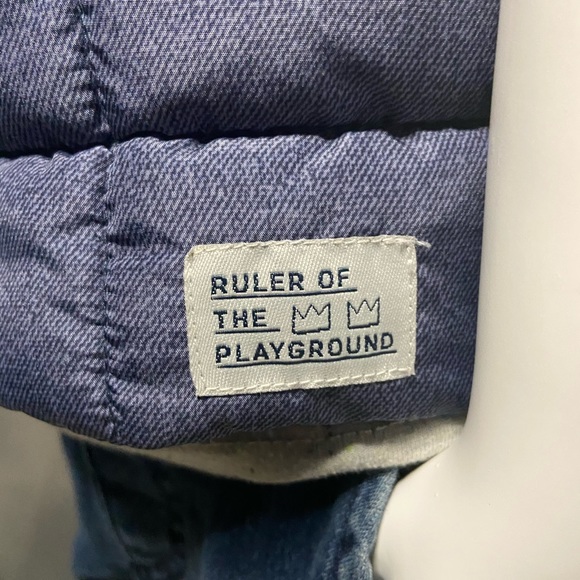 RULER OF
THE
PLAYGROUND